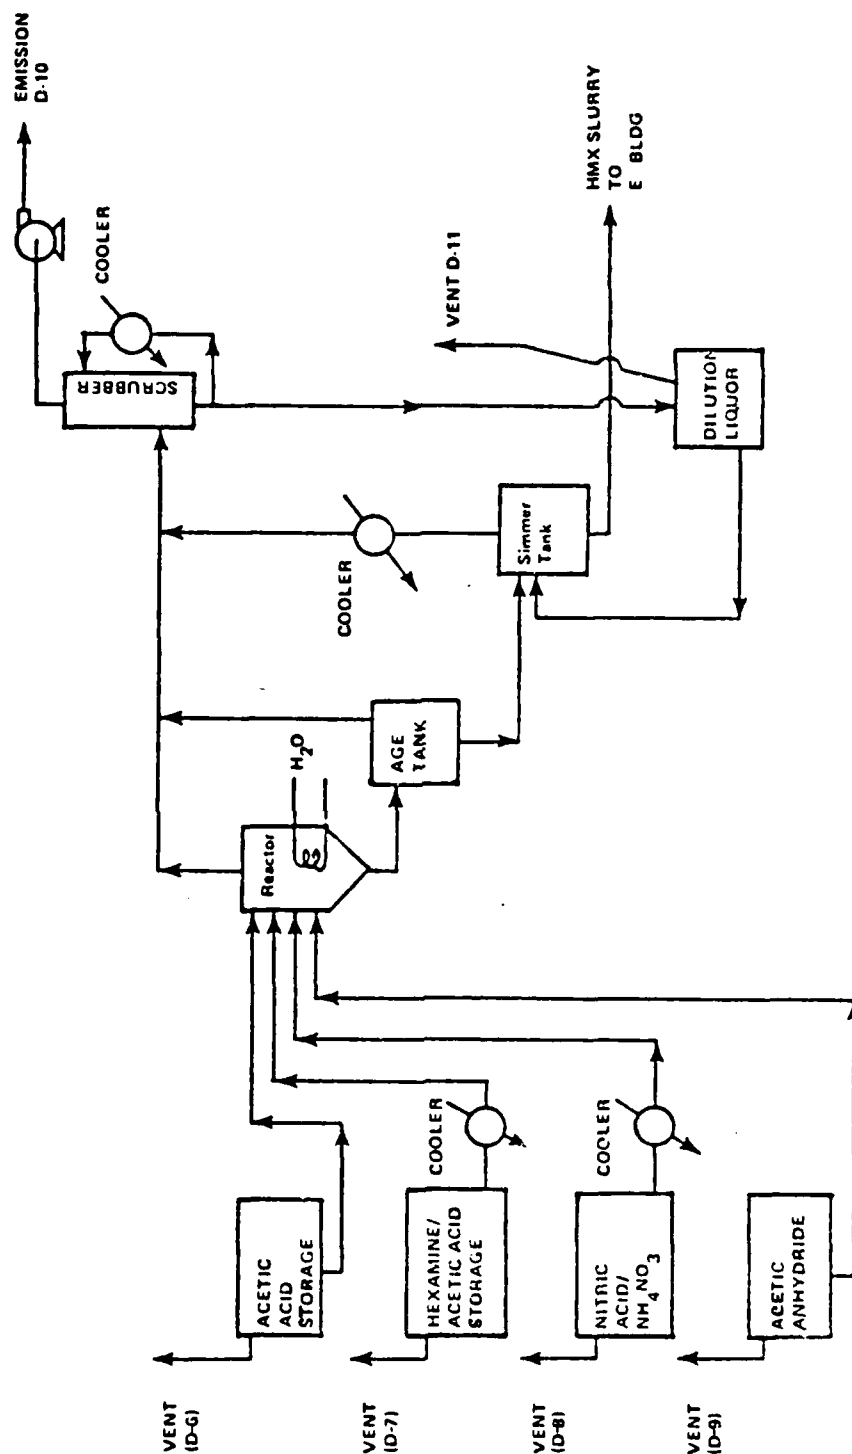 VENT
(D-6)
VENT
(D-7)
VENT
(D-8)
VENT
(D-9)
ACETIC
ACID
STORAGE
HEXAMINE/
ACETIC ACID
STORAGE
NITRIC
ACID/
NH4NO3
ACETIC
ANHYDRIDE
COOLER
COOLER
Reactor
H2O
AGE
TANK
COOLER
Simmer
Tank
SCRUBBER
COOLER
EMISSION
D-10
VENT D-11
DILUTION
LIQUOR
HMX SLURRY
TO
E BLDG